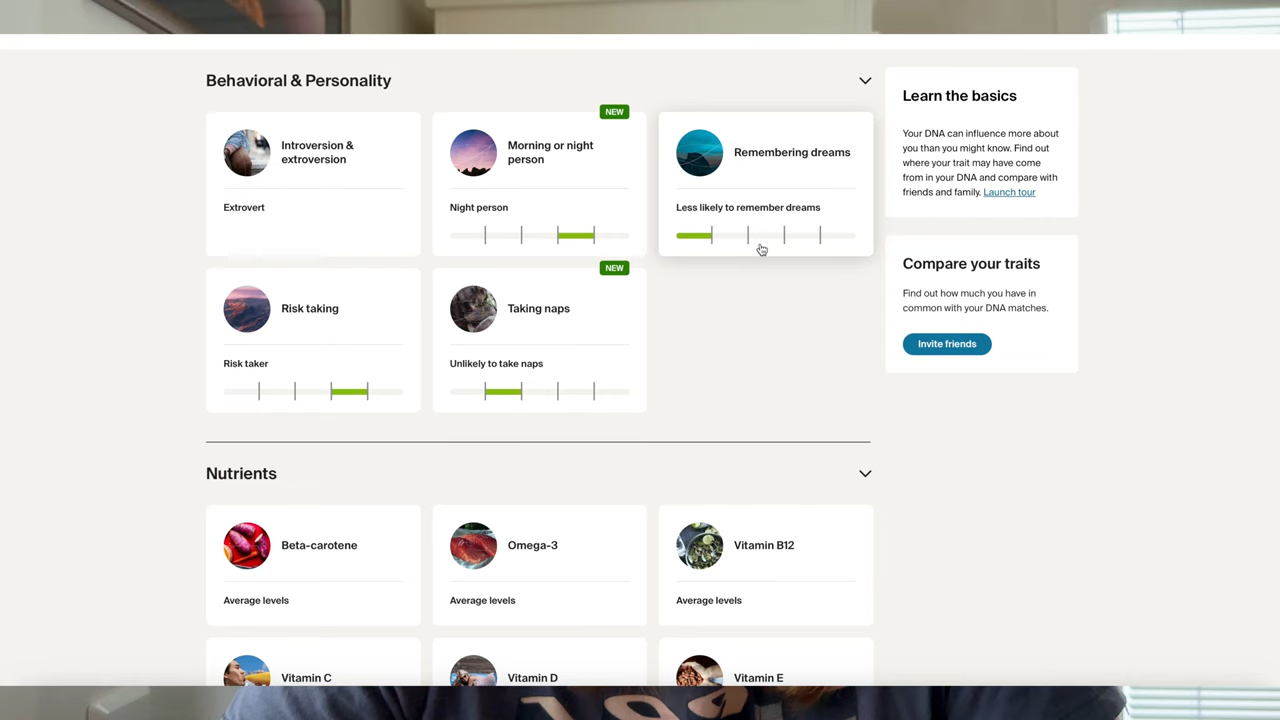 Behavioral & Personality
Introversion &
extroversion
Extrovert
NEW
Morning or night
person
Night person
Remembering dreams
Less likely to remember dreams
Risk taking
Risk taker
NEW
Taking naps
Unlikely to take naps
Learn the basics
Your DNA can influence more about
you than you might know. Find out
where your trait may have come
from in your DNA and compare with
friends and family. Launch tour
Compare your traits
Find out how much you have in
common with your DNA matches.
Invite friends
Nutrients
Beta-carotene
Average levels
Omega-3
Average levels
Vitamin B12
Average levels
Vitamin C
Vitamin D
Vitamin E